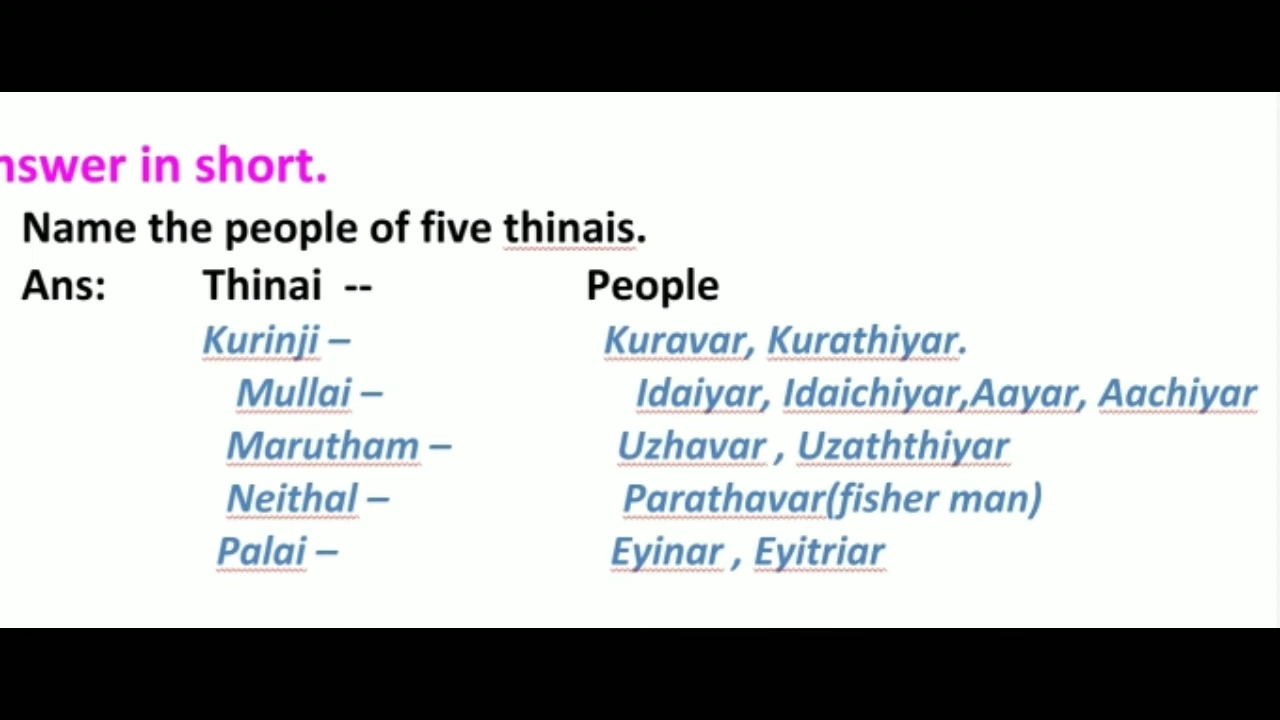 nswer in short.
Name the people of five thinais.
Ans: Thinai -- People
Kurinji – Kuravar, Kurathiyar.
Mullai – Idaiyar, Idaichiyar,Aayar, Aachiyar
Marutham – Uzhavar , Uzaththiyar
Neithal – Parathavar(fisher man)
Palai – Eyinar , Eyitriar